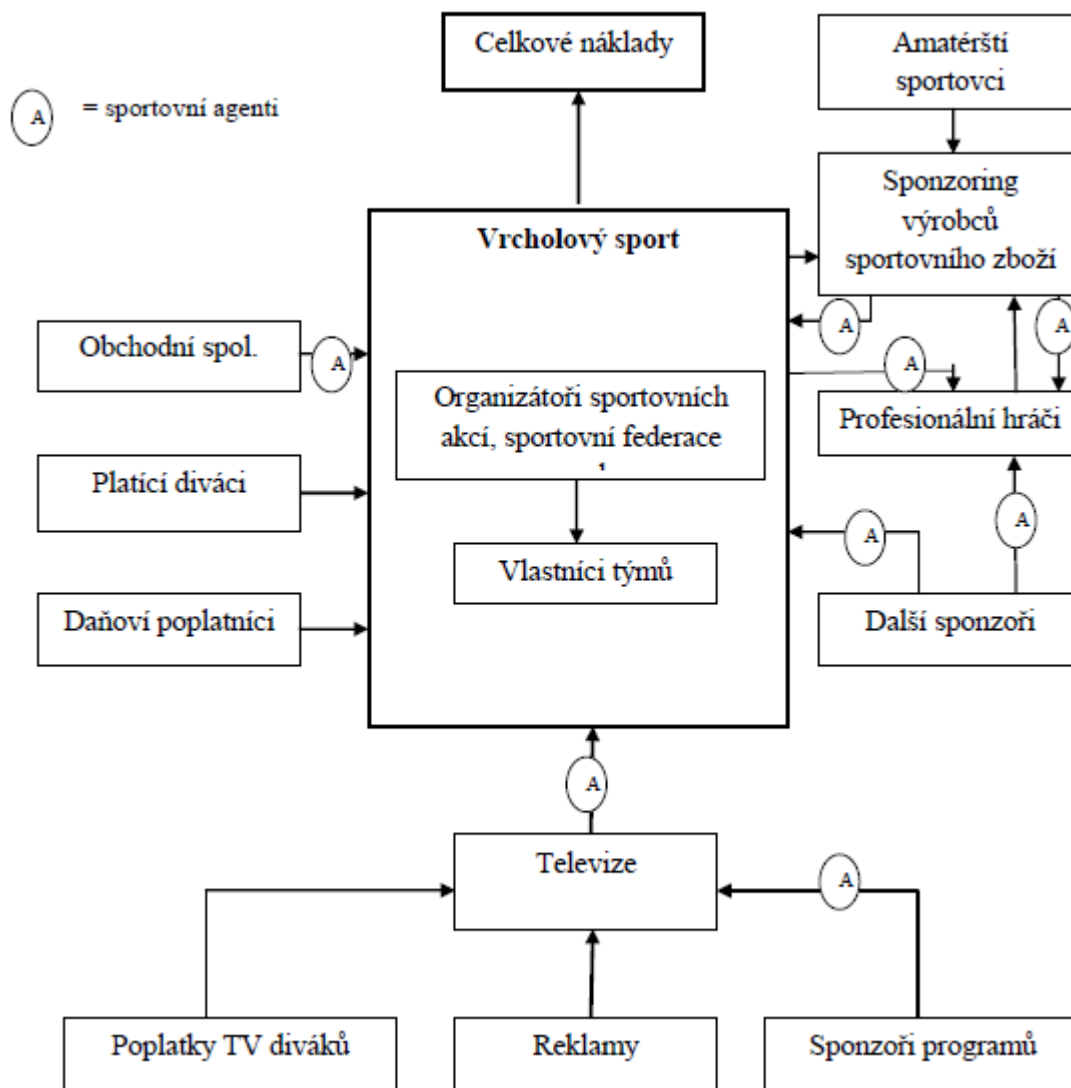 Celkové náklady
Amatérští
sportovci
A
= sportovní agenti
Sponzoring
výrobců
sportovního zboží
Vrcholový sport
A
A
Obchodní spol.
A
A
Organizátoři sportovních
akcí, sportovní federace
Profesionální hráči
Platící diváci
A
A
Vlastníci týmů
Daňoví poplatníci
Další sponzoři
A
Televize
A
Poplatky TV diváků
Reklamy
Sponzoři programů